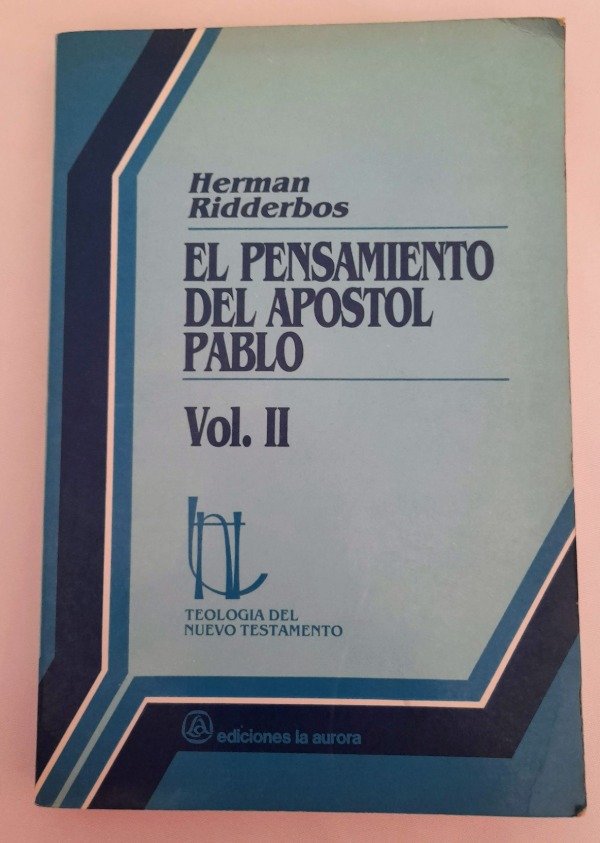 Herman
Ridderbos
EL PENSAMIENTO
DEL APOSTOL
PABLO
Vol. II
TEOLOGIA DEL
NUEVO TESTAMENTO
ediciones la aurora